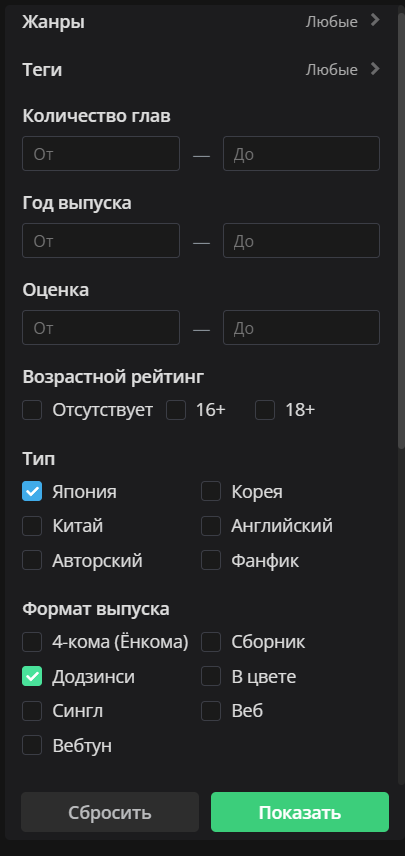 Жанры Любые
Теги Любые
Количество глав
От — До
Год выпуска
От — До
Оценка
От — До
Возрастной рейтинг
Отсутствует 16+ 18+
Тип
Япония Корея
Китай Английский
Авторский Фанфик
Формат выпуска
4-кома (Ёнкома) Сборник
Додзинси В цвете
Сингл Веб
Вебтун
Сбросить Показать